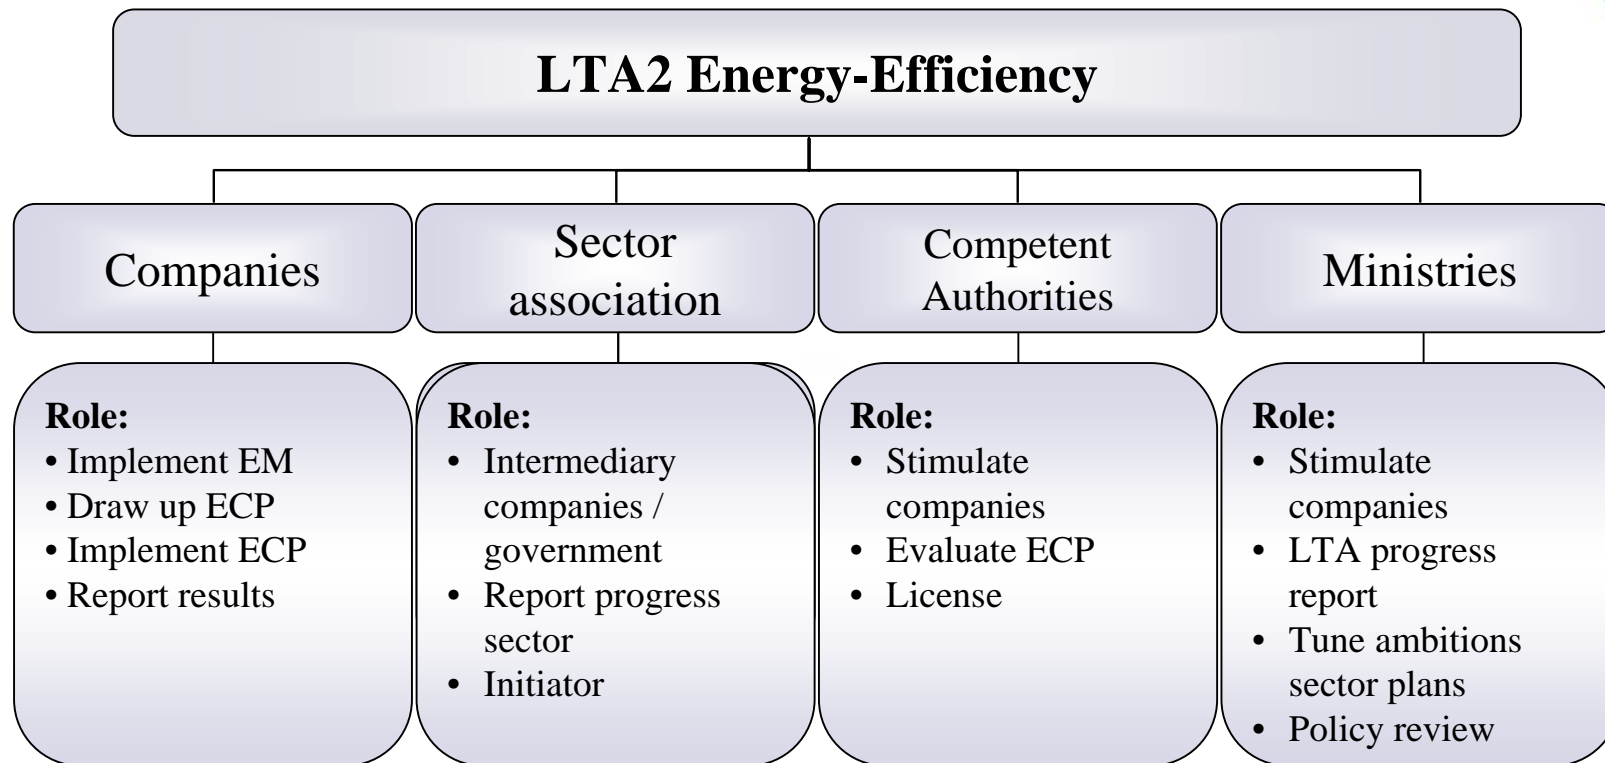 LTA2 Energy-Efficiency
Companies
Sector
association
Competent
Authorities
Ministries
Role:
• Implement EM
• Draw up ECP
• Implement ECP
• Report results
Role:
• Intermediary
companies /
government
• Report progress
sector
• Initiator
Role:
• Stimulate
companies
• Evaluate ECP
• License
Role:
• Stimulate
companies
• LTA progress
report
• Tune ambitions
sector plans
• Policy review